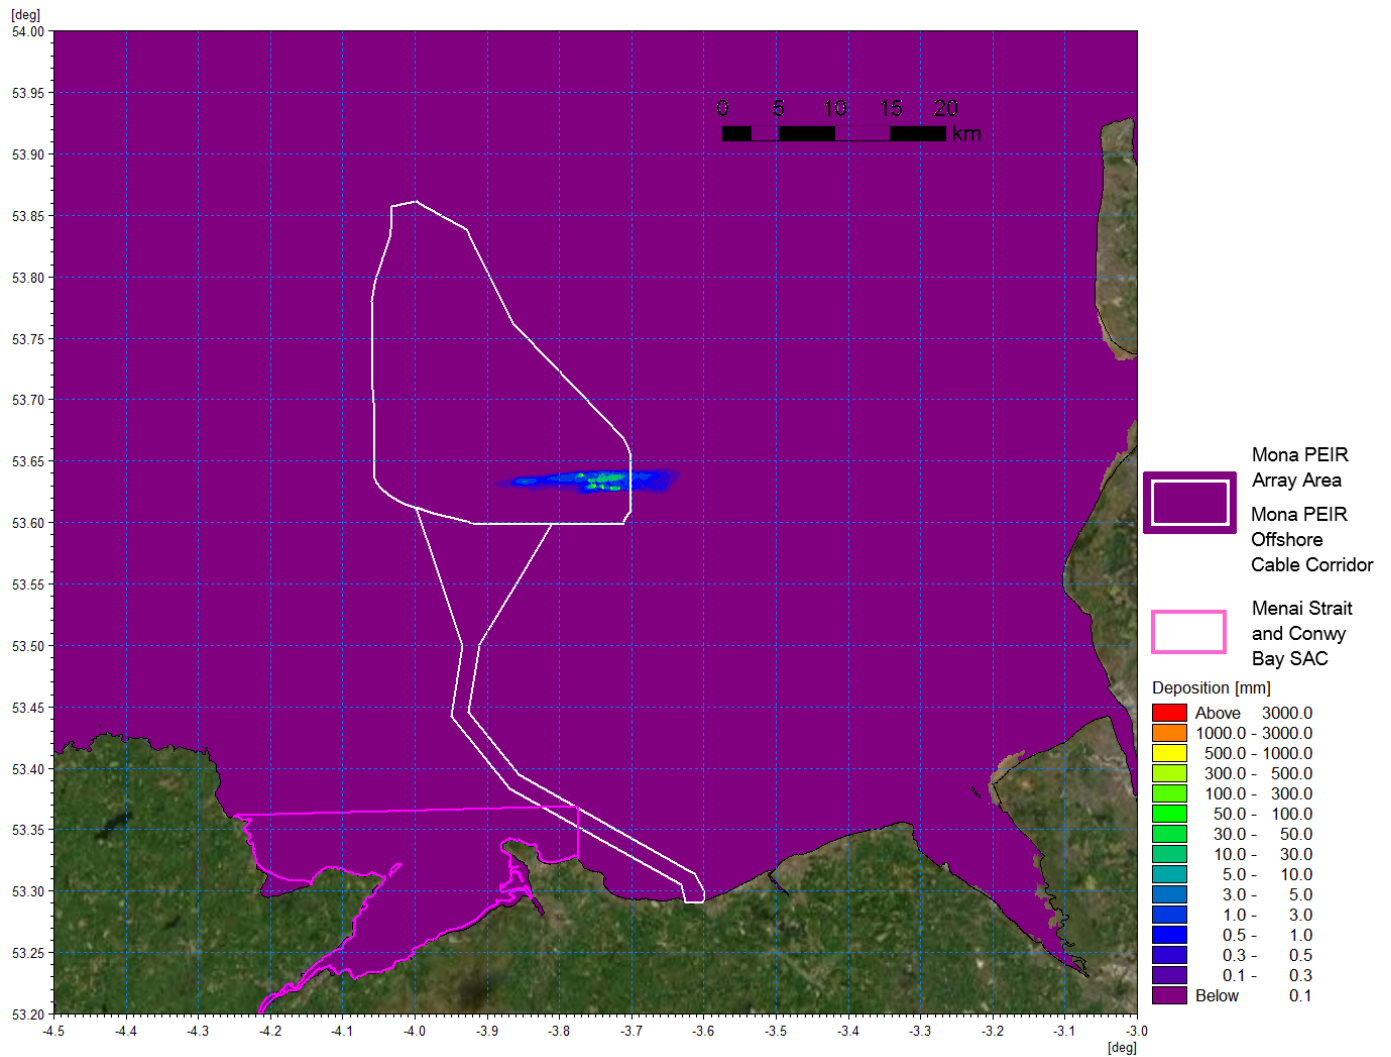 [deg]
54.00
53.95
53.90
53.85
53.80
53.75
53.70
53.65
53.60
53.55
53.50
53.45
53.40
53.35
53.30
53.25
53.20
-4.5 -4.4 -4.3 -4.2 -4.1 -4.0 -3.9 -3.8 -3.7 -3.6 -3.5 -3.4 -3.3 -3.2 -3.1 -3.0
[deg]
0 5 10 15 20
km
Mona PEIR
Array Area
Mona PEIR
Offshore
Cable Corridor
Menai Strait
and Conwy
Bay SAC
Deposition [mm]
Above 3000.0
1000.0 - 3000.0
500.0 - 1000.0
300.0 - 500.0
100.0 - 300.0
50.0 - 100.0
30.0 - 50.0
10.0 - 30.0
5.0 - 10.0
3.0 - 5.0
1.0 - 3.0
0.5 - 1.0
0.3 - 0.5
0.1 - 0.3
Below 0.1